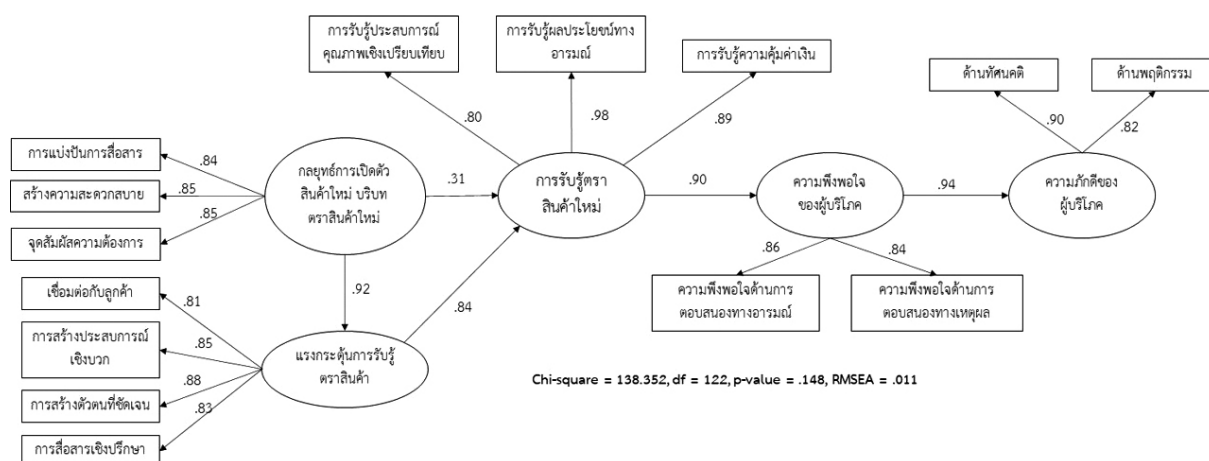 การรับรู้ประสบการณ์
คุณภาพเชิงเปรียบเทียบ
การรับรู้ผลประโยชน์ทาง
อารมณ์
การรับรู้ความคุ้มค่าเงิน
ด้านทัศนคติ
ด้านพฤติกรรม
.80
.98
.89
.90
.82
การแบ่งปันการสื่อสาร
สร้างความสะดวกสบาย
จุดสัมผัสความต้องการ
.84
.85
.85
กลยุทธ์การเปิดตัว
สินค้าใหม่ บริบท
ตราสินค้าใหม่
.31
การรับรู้ตรา
สินค้าใหม่
.90
ความพึงพอใจ
ของผู้บริโภค
.94
ความภักดีของ
ผู้บริโภค
.86
.84
ความพึงพอใจด้านการ
ตอบสนองทางอารมณ์
ความพึงพอใจด้านการ
ตอบสนองทางเหตุผล
.92
.84
เชื่อมต่อกับลูกค้า
การสร้างประสบการณ์
เชิงบวก
การสร้างตัวตนที่ชัดเจน
การสื่อสารเชิงปรึกษา
.81
.85
.88
.83
แรงกระตุ้นการรับรู้
ตราสินค้า
Chi-square = 138.352, df = 122, p-value = .148, RMSEA = .011